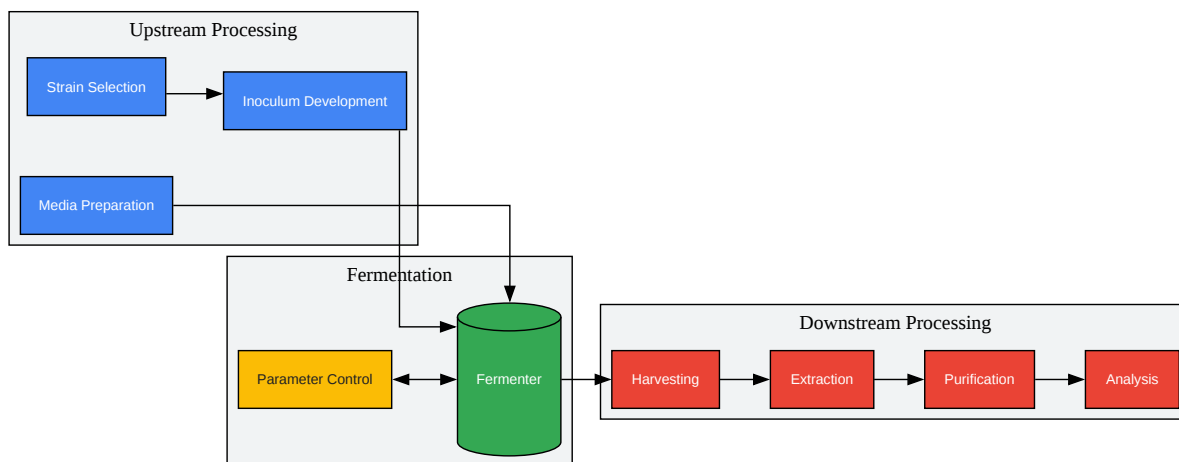 Upstream Processing
Strain Selection
Inoculum Development
Media Preparation
Fermentation
Parameter Control
Fermenter
Downstream Processing
Harvesting
Extraction
Purification
Analysis